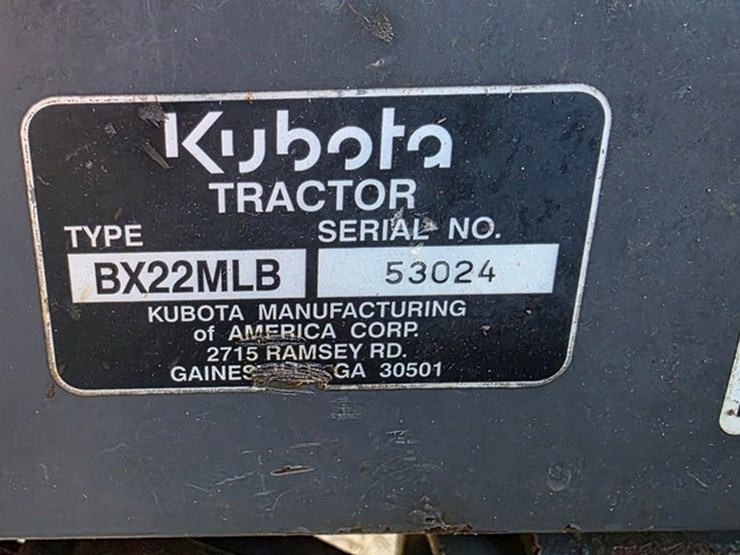 Kubota
TRACTOR
TYPE SERIAL NO.
BX22MLB 53024
KUBOTA MANUFACTURING
of AMERICA CORP.
2715 RAMSEY RD.
GA 30501